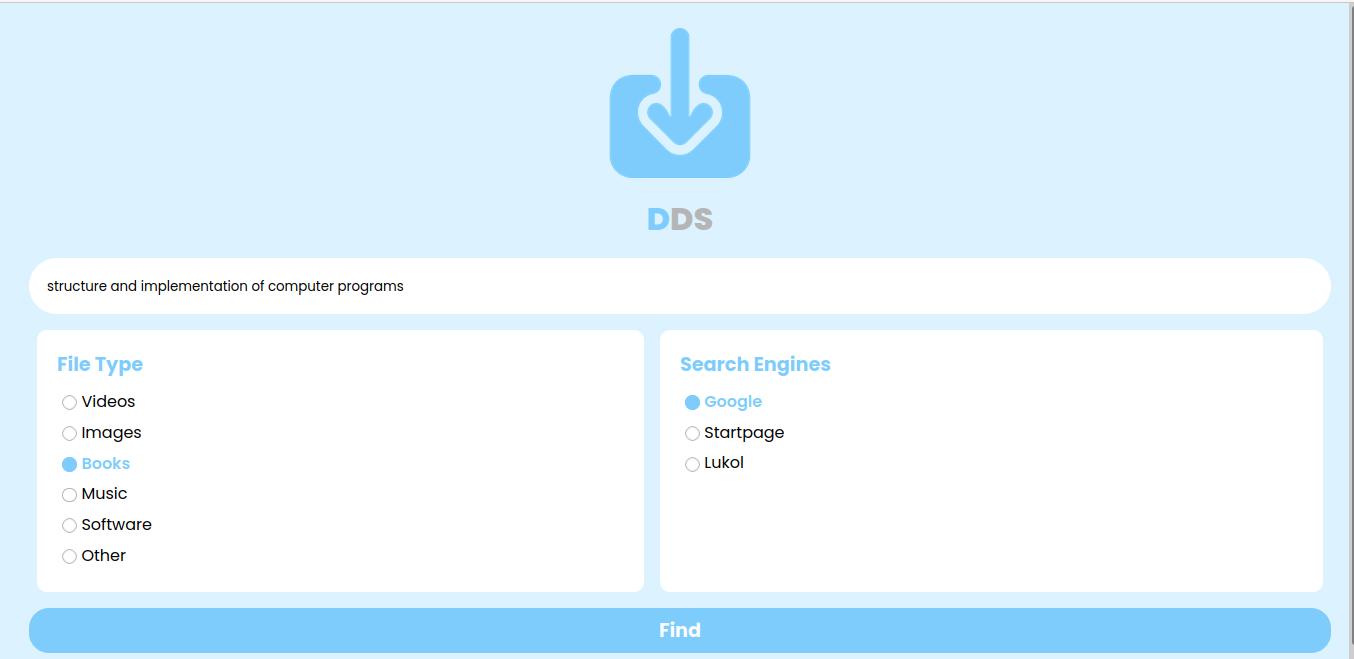 DDS
structure and implementation of computer programs
File Type
Videos
Images
Books
Music
Software
Other
Search Engines
Google
Startpage
Lukol
Find